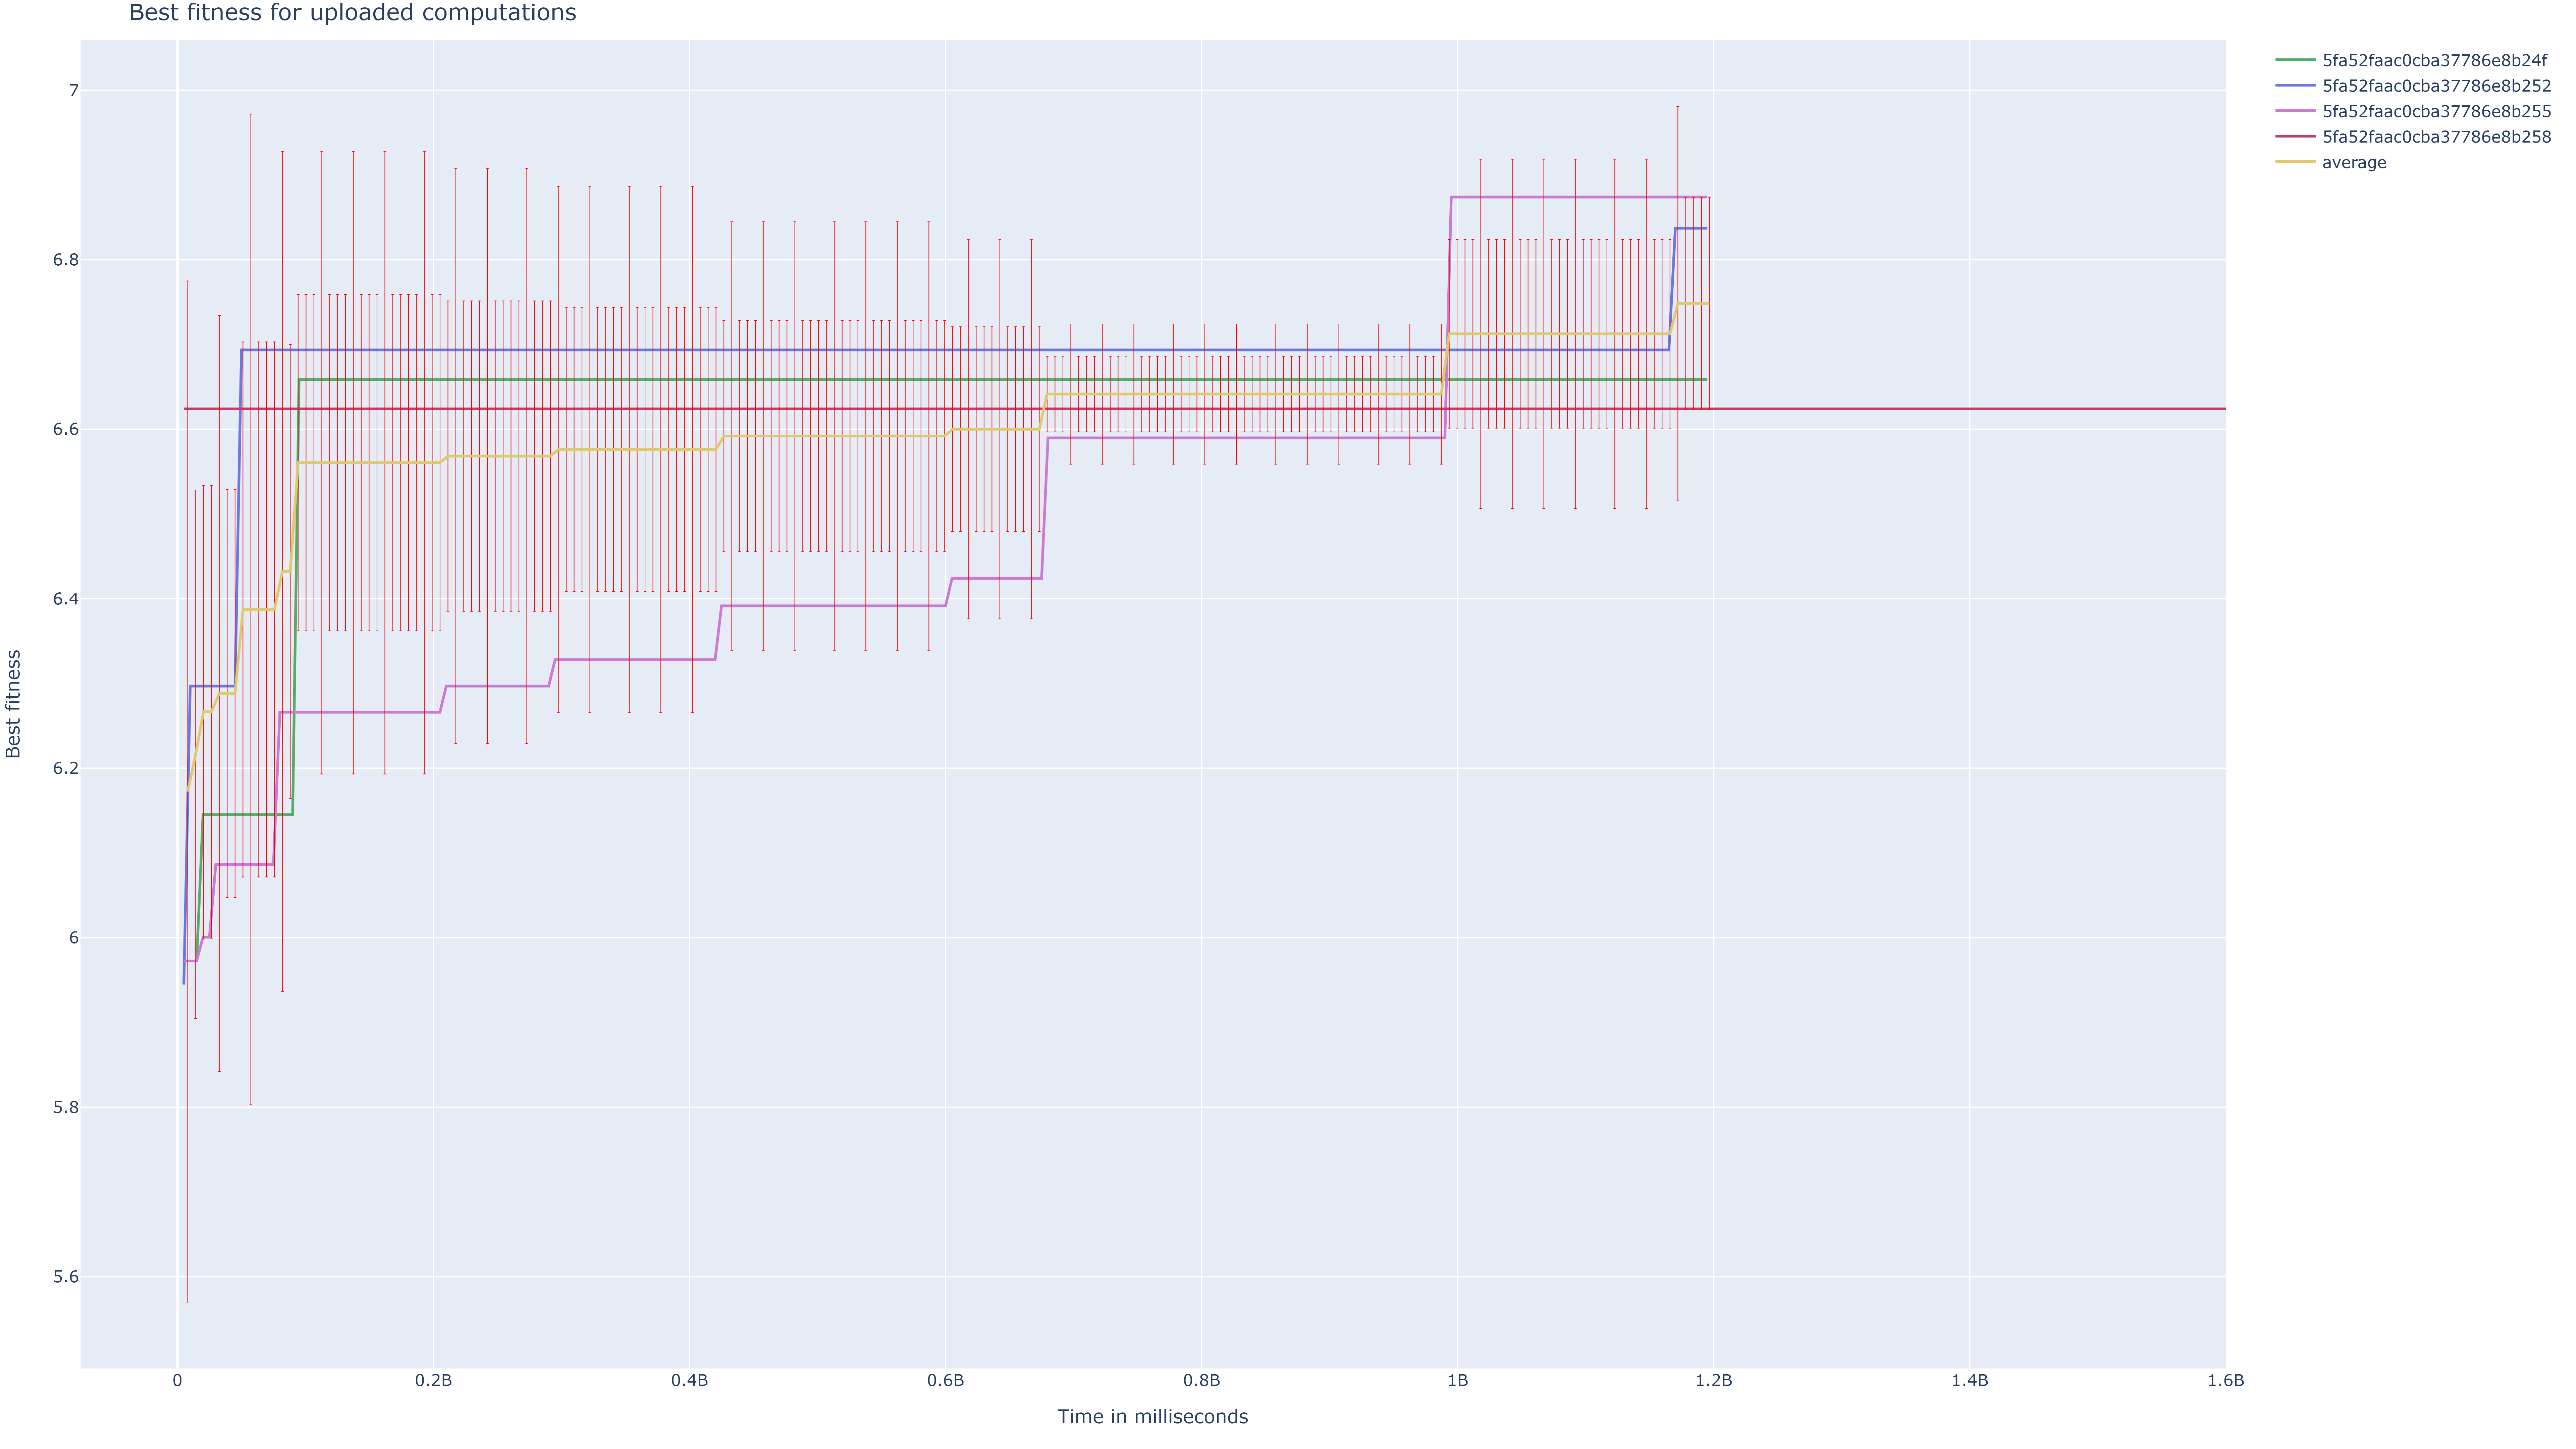 Best fitness for uploaded computations
5fa52faac0cba37786e8b24f
5fa52faac0cba37786e8b252
5fa52faac0cba37786e8b255
5fa52faac0cba37786e8b258
average
Best fitness
7
6.8
6.6
6.4
6.2
6
5.8
5.6
0
0.2B
0.4B
0.6B
0.8B
1B
1.2B
1.4B
1.6B
Time in milliseconds